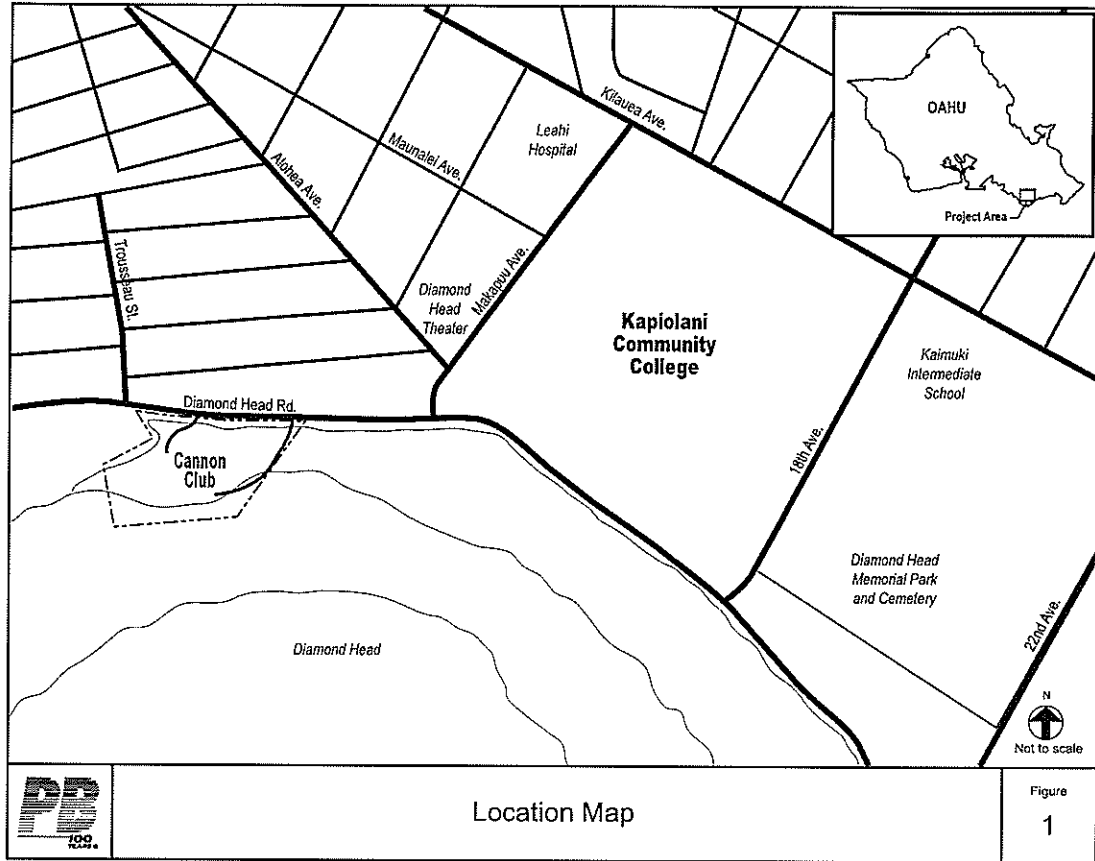 Kilauea Ave.
OAHU
Project Area
Leahi
Hospital
Maunalei Ave.
Alohea Ave.
Trousseau St.
Makapuu Ave.
Diamond
Head
Theater
Kapiolani
Community
College
Kaimuki
Intermediate
School
Diamond Head Rd.
18th Ave.
Cannon
Club
Diamond Head
Memorial Park
and Cemetery
22nd Ave.
Diamond Head
N
Not to scale
PB
100
YEARS
Location Map
Figure
1